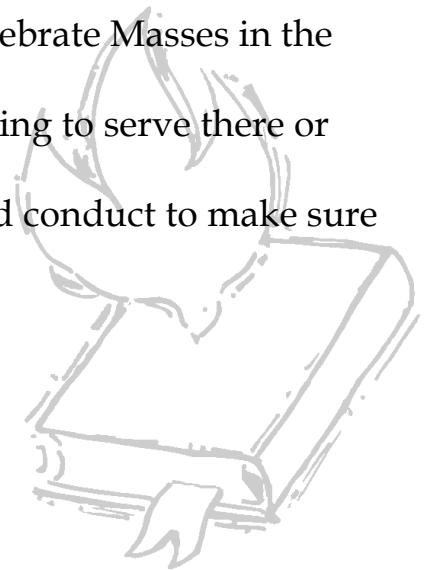 ebrate Masses in the
ing to serve there or
d conduct to make sure